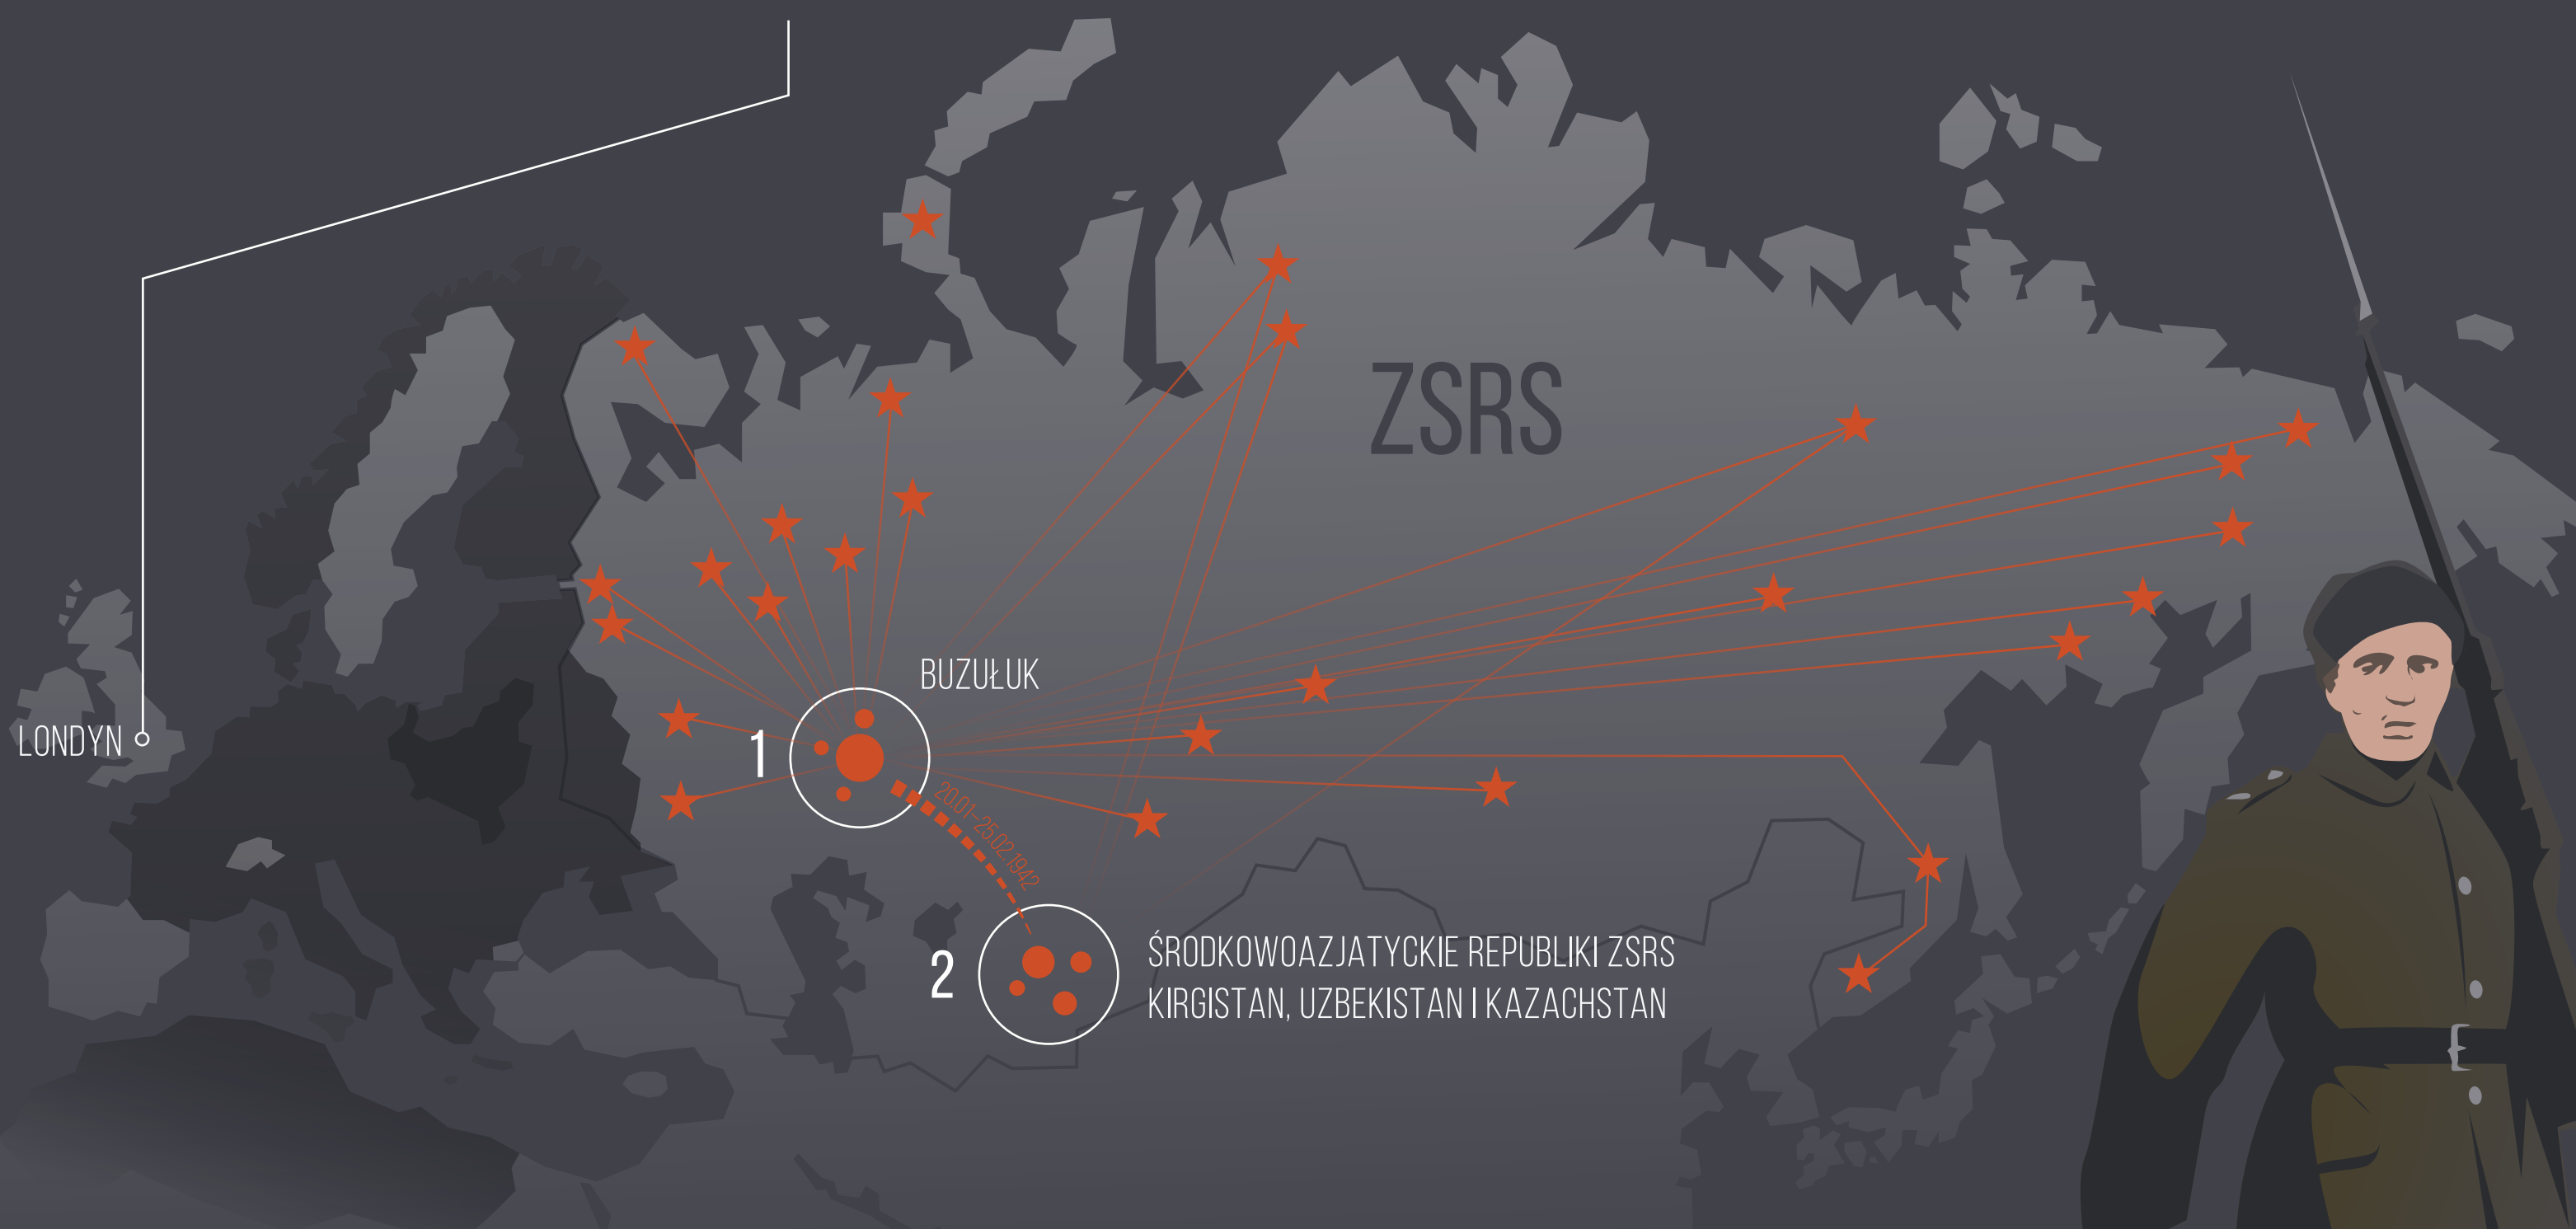 ZSRS
BUZUŁUK
LONDYN
1
20.01–25.02.1942
2
ŚRODKOWOAZJATYCKIE REPUBLIKI ZSRS
KIRGISTAN, UZBEKISTAN I KAZACHSTAN